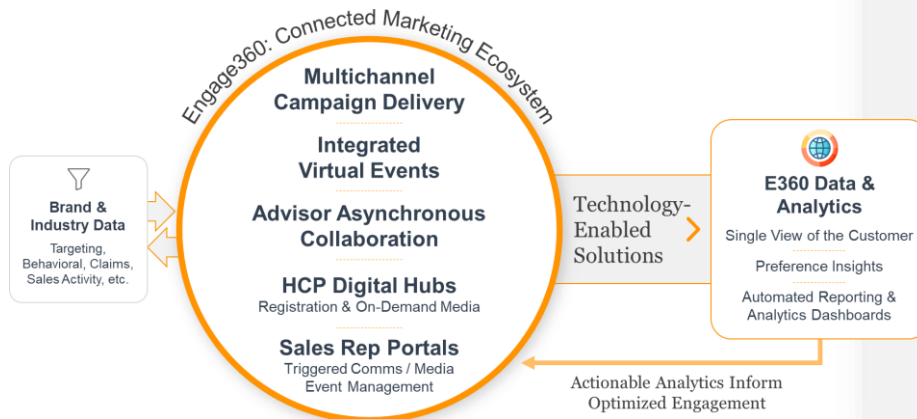 Engage360: Connected Marketing Ecosystem
Multichannel
Campaign Delivery
Integrated
Virtual Events
Advisor Asynchronous
Collaboration
HCP Digital Hubs
Registration & On-Demand Media
Sales Rep Portals
Triggered Comms / Media
Event Management
Brand &
Industry Data
Targeting,
Behavioral, Claims,
Sales Activity, etc.
Technology-
Enabled
Solutions
E360 Data &
Analytics
Single View of the Customer
Preference Insights
Automated Reporting &
Analytics Dashboards
Actionable Analytics Inform
Optimized Engagement